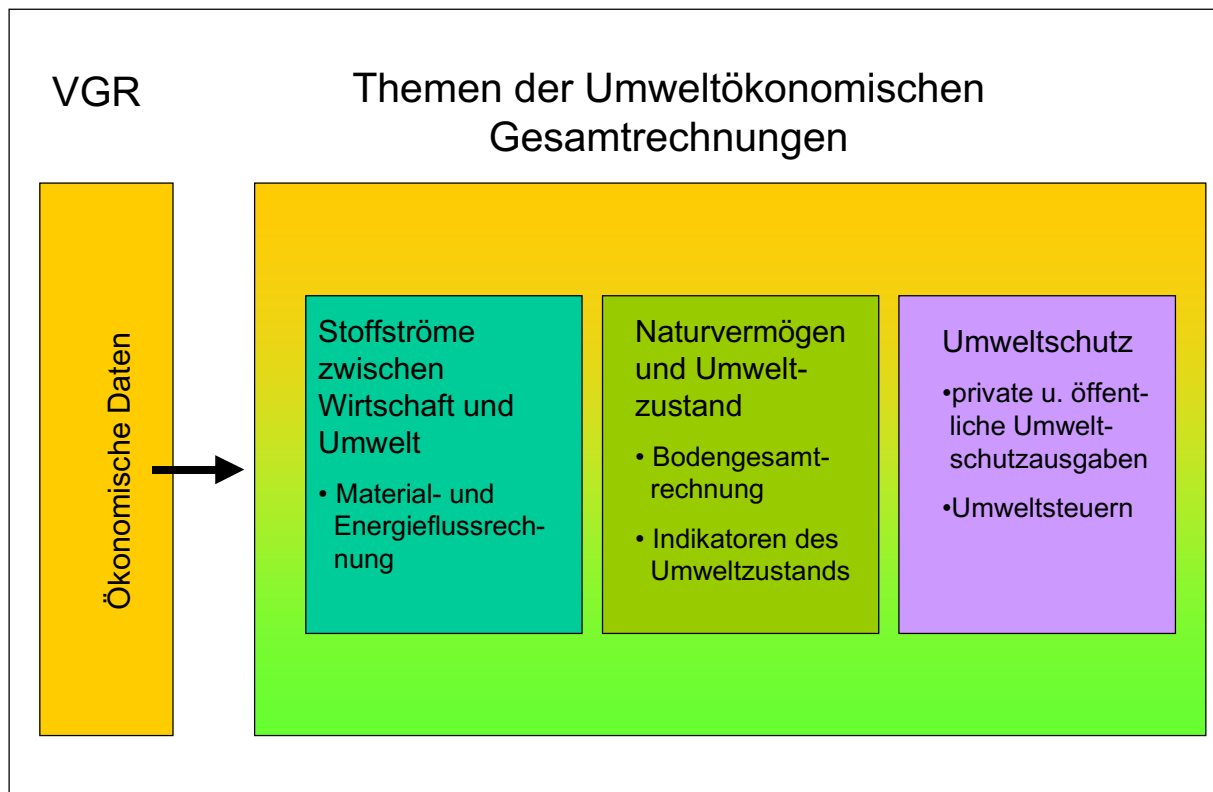 VGR
Themen der Umweltökonomischen
Gesamtrechnungen
Ökonomische Daten
Stoffströme
zwischen
Wirtschaft und
Umwelt
• Material- und
Energieflussrech-
nung
Naturvermögen
und Umwelt-
zustand
• Bodengesamt-
rechnung
• Indikatoren des
Umweltzustands
Umweltschutz
•private u. öffent-
liche Umwelt-
schutzausgaben
•Umweltsteuern